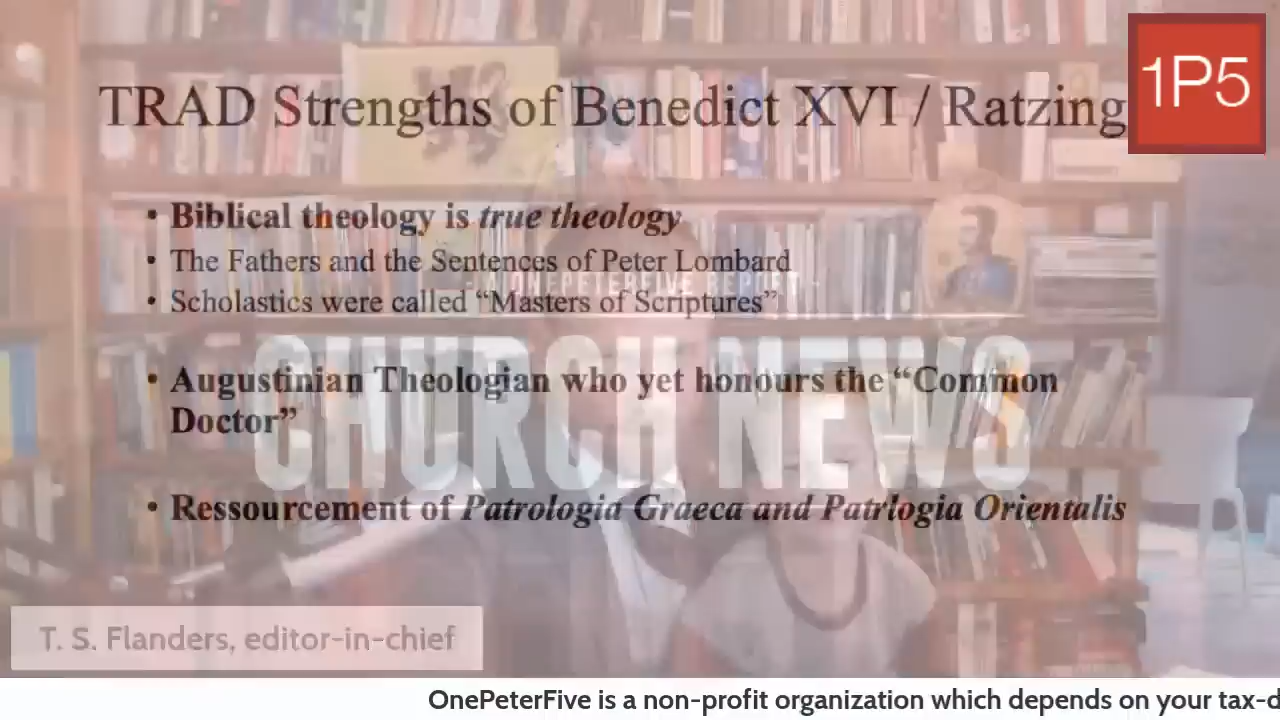 1P5
TRAD Strengths of Benedict XVI / Ratzing
• Biblical theology is true theology
• The Fathers and the Sentences of Peter Lombard
- ONEPETERFIVE REPORT -
• Scholastics were called “Masters of Scriptures”
CHURCH NEWS
• Augustinian Theologian who yet honours the “Common
Doctor”
• Ressourcement of Patrologia Graeca and Patrlogia Orientalis
T. S. Flanders, editor-in-chief
OnePeterFive is a non-profit organization which depends on your tax-d